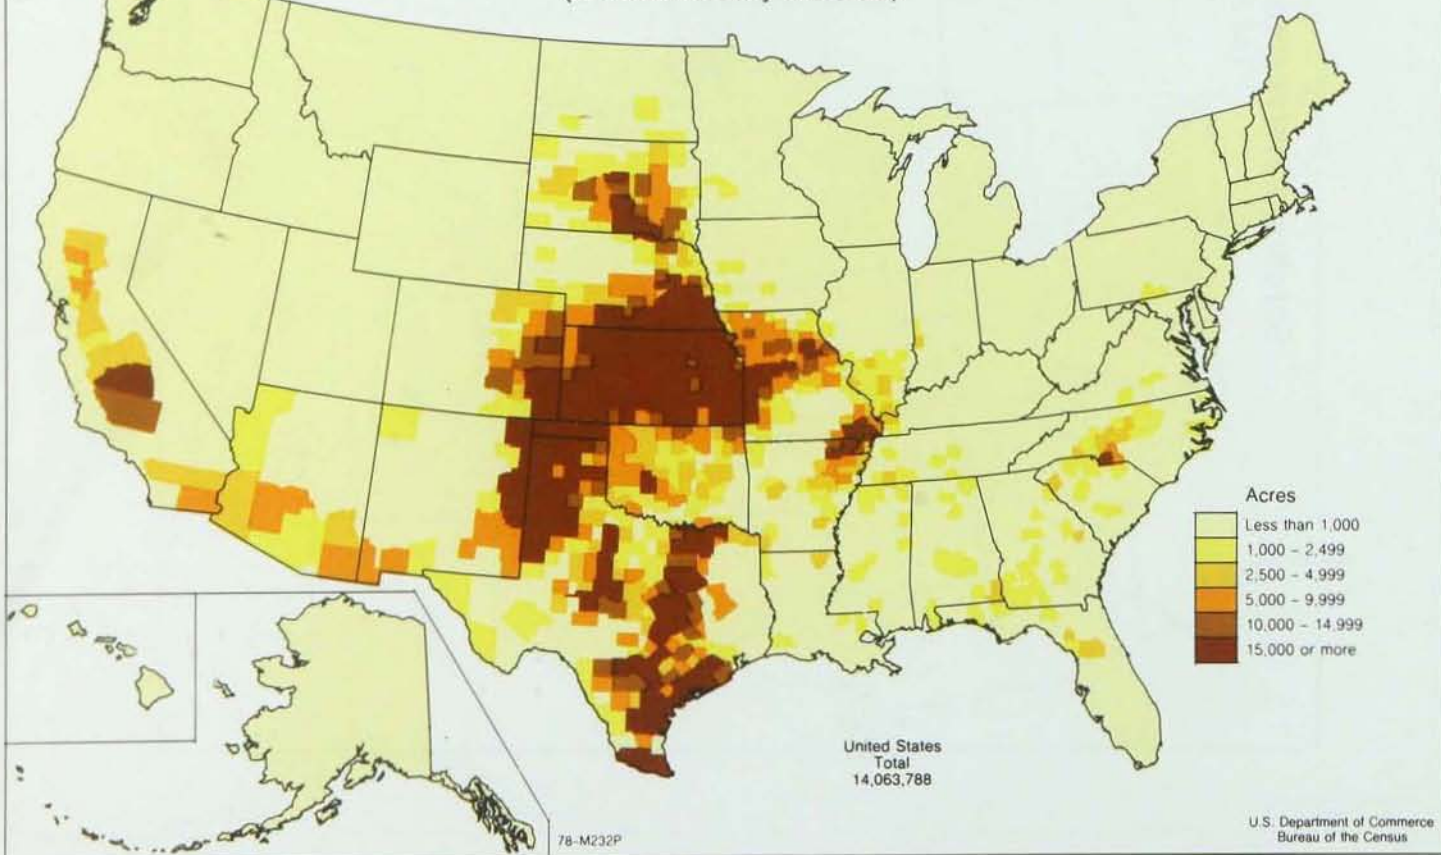 Acres
Less than 1,000
1,000 – 2,499
2,500 – 4,999
5,000 – 9,999
10,000 – 14,999
15,000 or more
United States
Total
14,063,788
78-M232P
U.S. Department of Commerce
Bureau of the Census